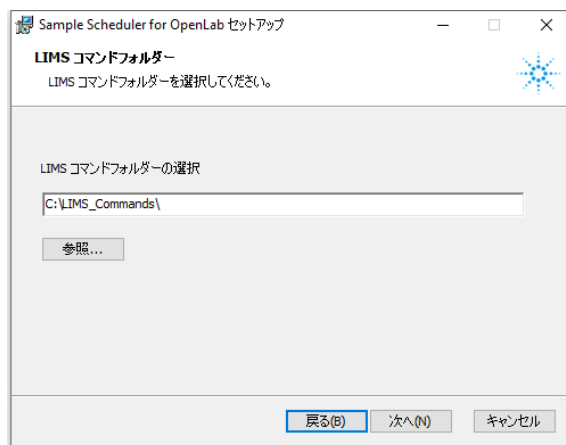 Sample Scheduler for OpenLab セットアップ
LIMS コマンドフォルダー
LIMS コマンドフォルダーを選択してください。
LIMS コマンドフォルダーの選択
C:\LIMS_Commands\
参照...
戻る(B) 次へ(N) キャンセル